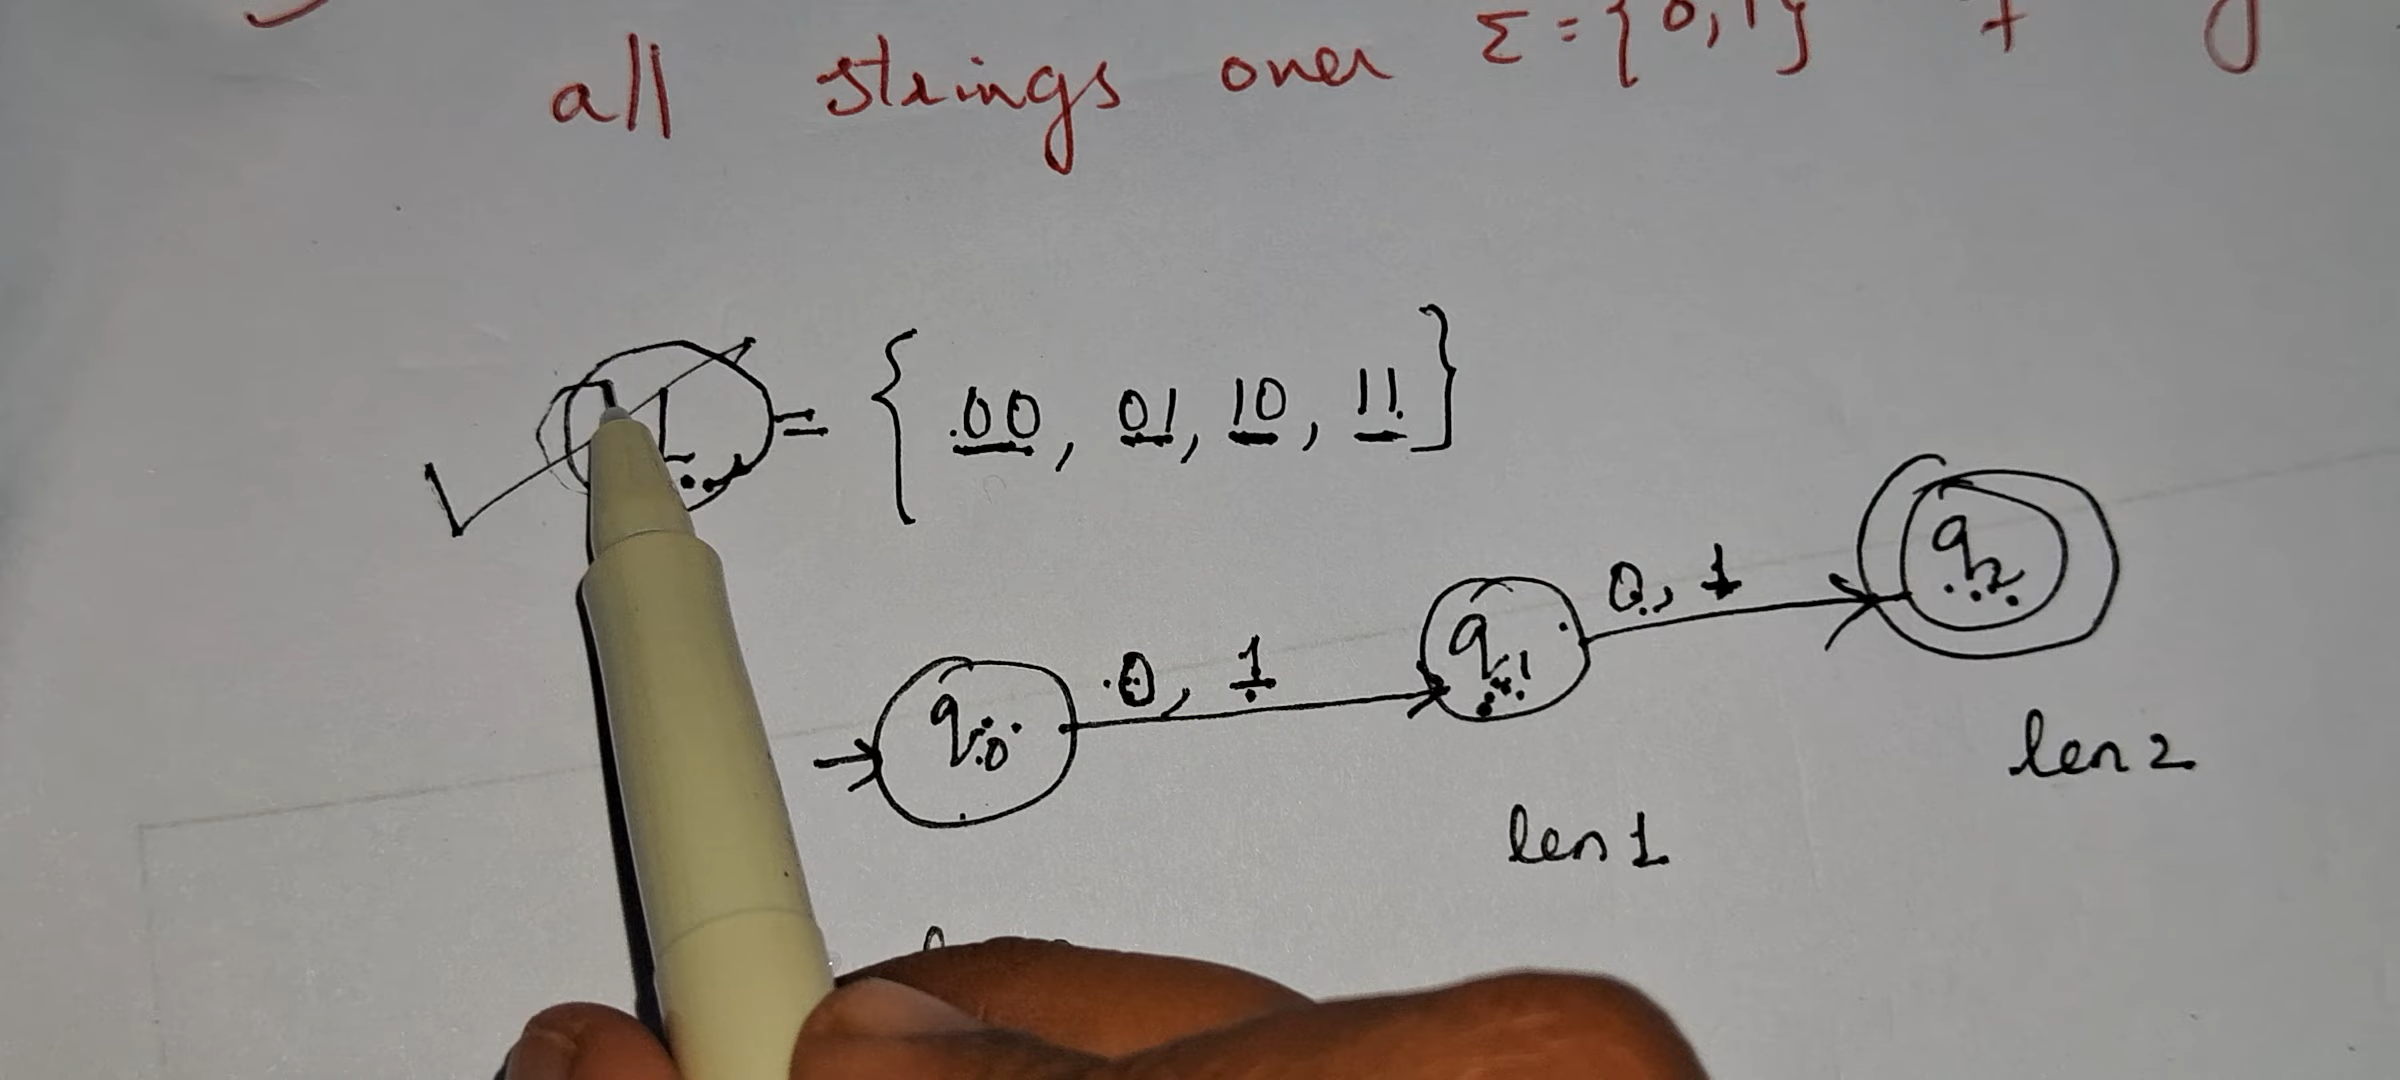 all strings over Σ={0,1}
L = { 00, 01, 10, 11 }
0, 1 q2
q0 0, 1 q1
len 2
len 1